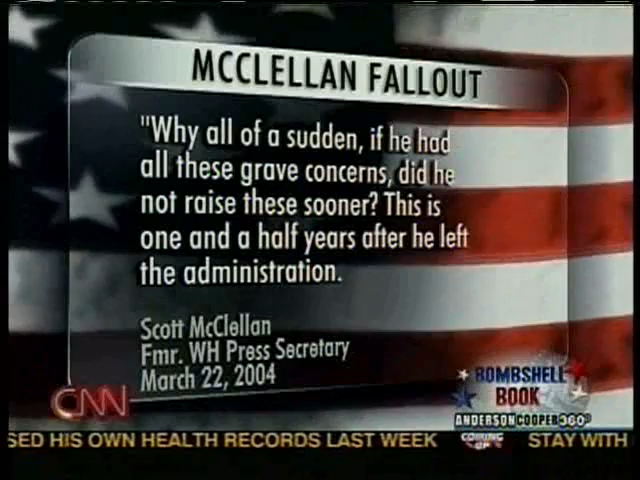 MCCLELLAN FALLOUT
"Why all of a sudden, if he had
all these grave concerns, did he
not raise these sooner? This is
one and a half years after he left
the administration.
Scott McClellan
Fmr. WH Press Secretary
March 22, 2004
CNN
BOMBSHELL
BOOK
ANDERSON COOPER 360°
SED HIS OWN HEALTH RECORDS LAST WEEK
COMING UP
STAY WITH